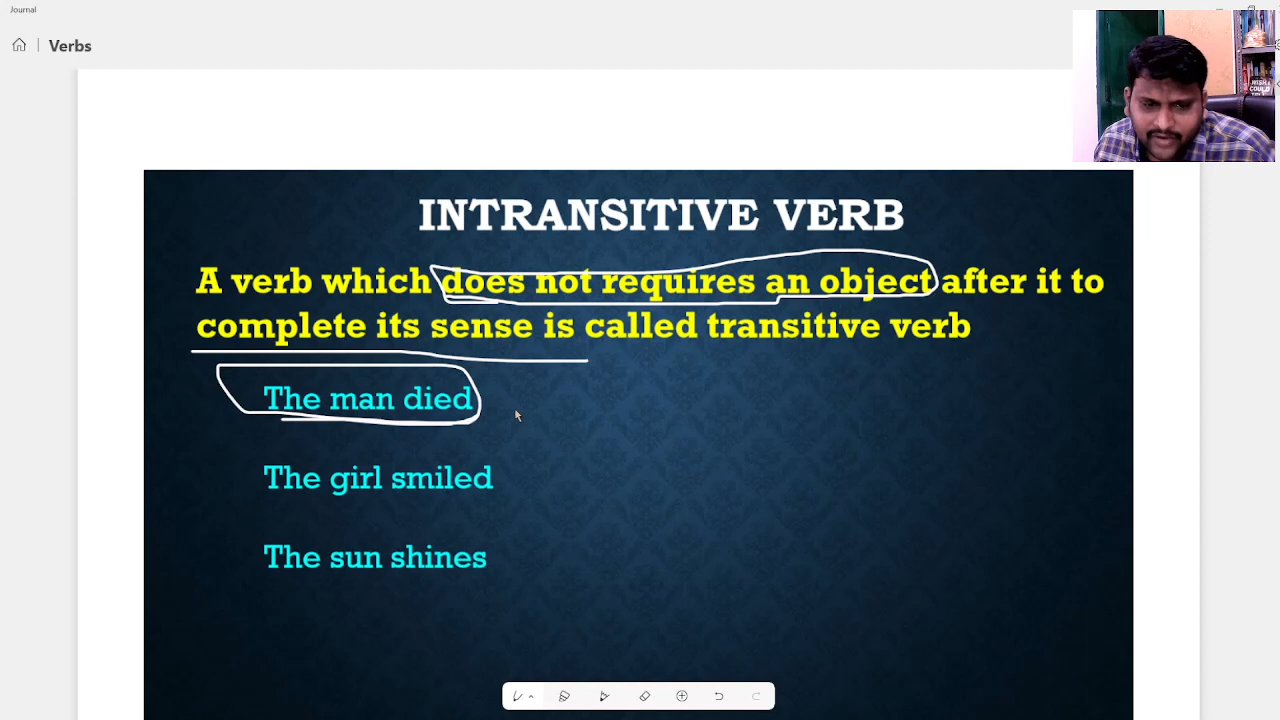 Journal
Verbs
INTRANSITIVE VERB
A verb which does not requires an object after it to
complete its sense is called transitive verb
The man died
The girl smiled
The sun shines